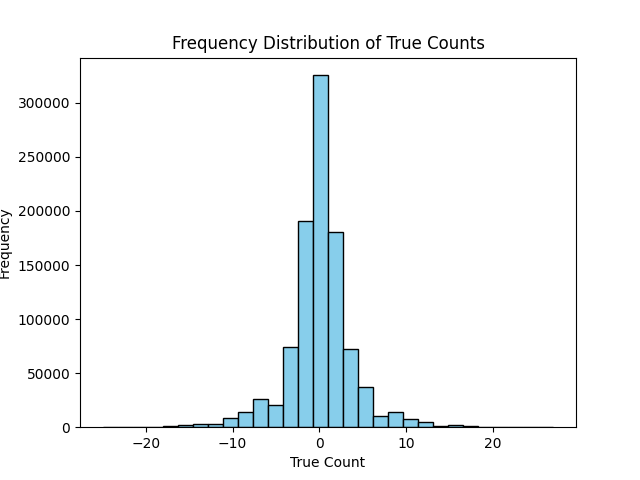 Frequency Distribution of True Counts
300000
250000
200000
150000
100000
50000
0
Frequency
−20 −10 0 10 20
True Count